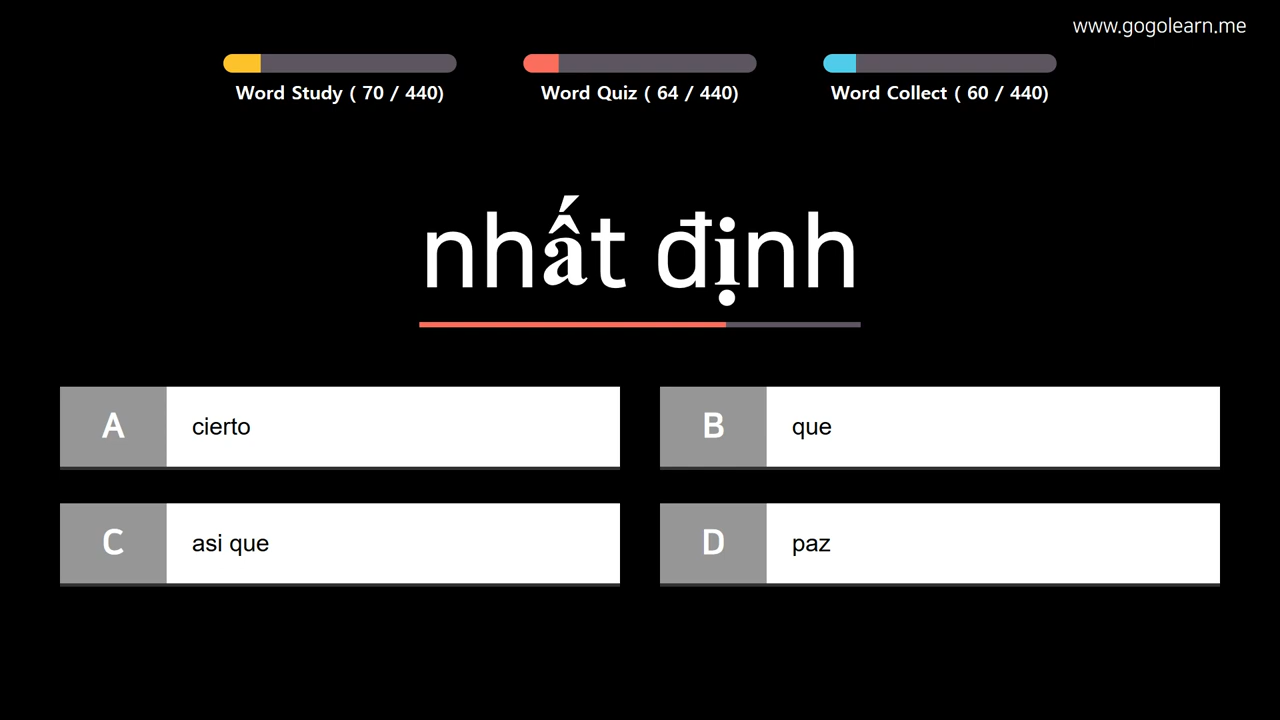 www.gogolearn.me
Word Study ( 70 / 440)
Word Quiz ( 64 / 440)
Word Collect ( 60 / 440)
nhất định
A cierto
B que
C asi que
D paz